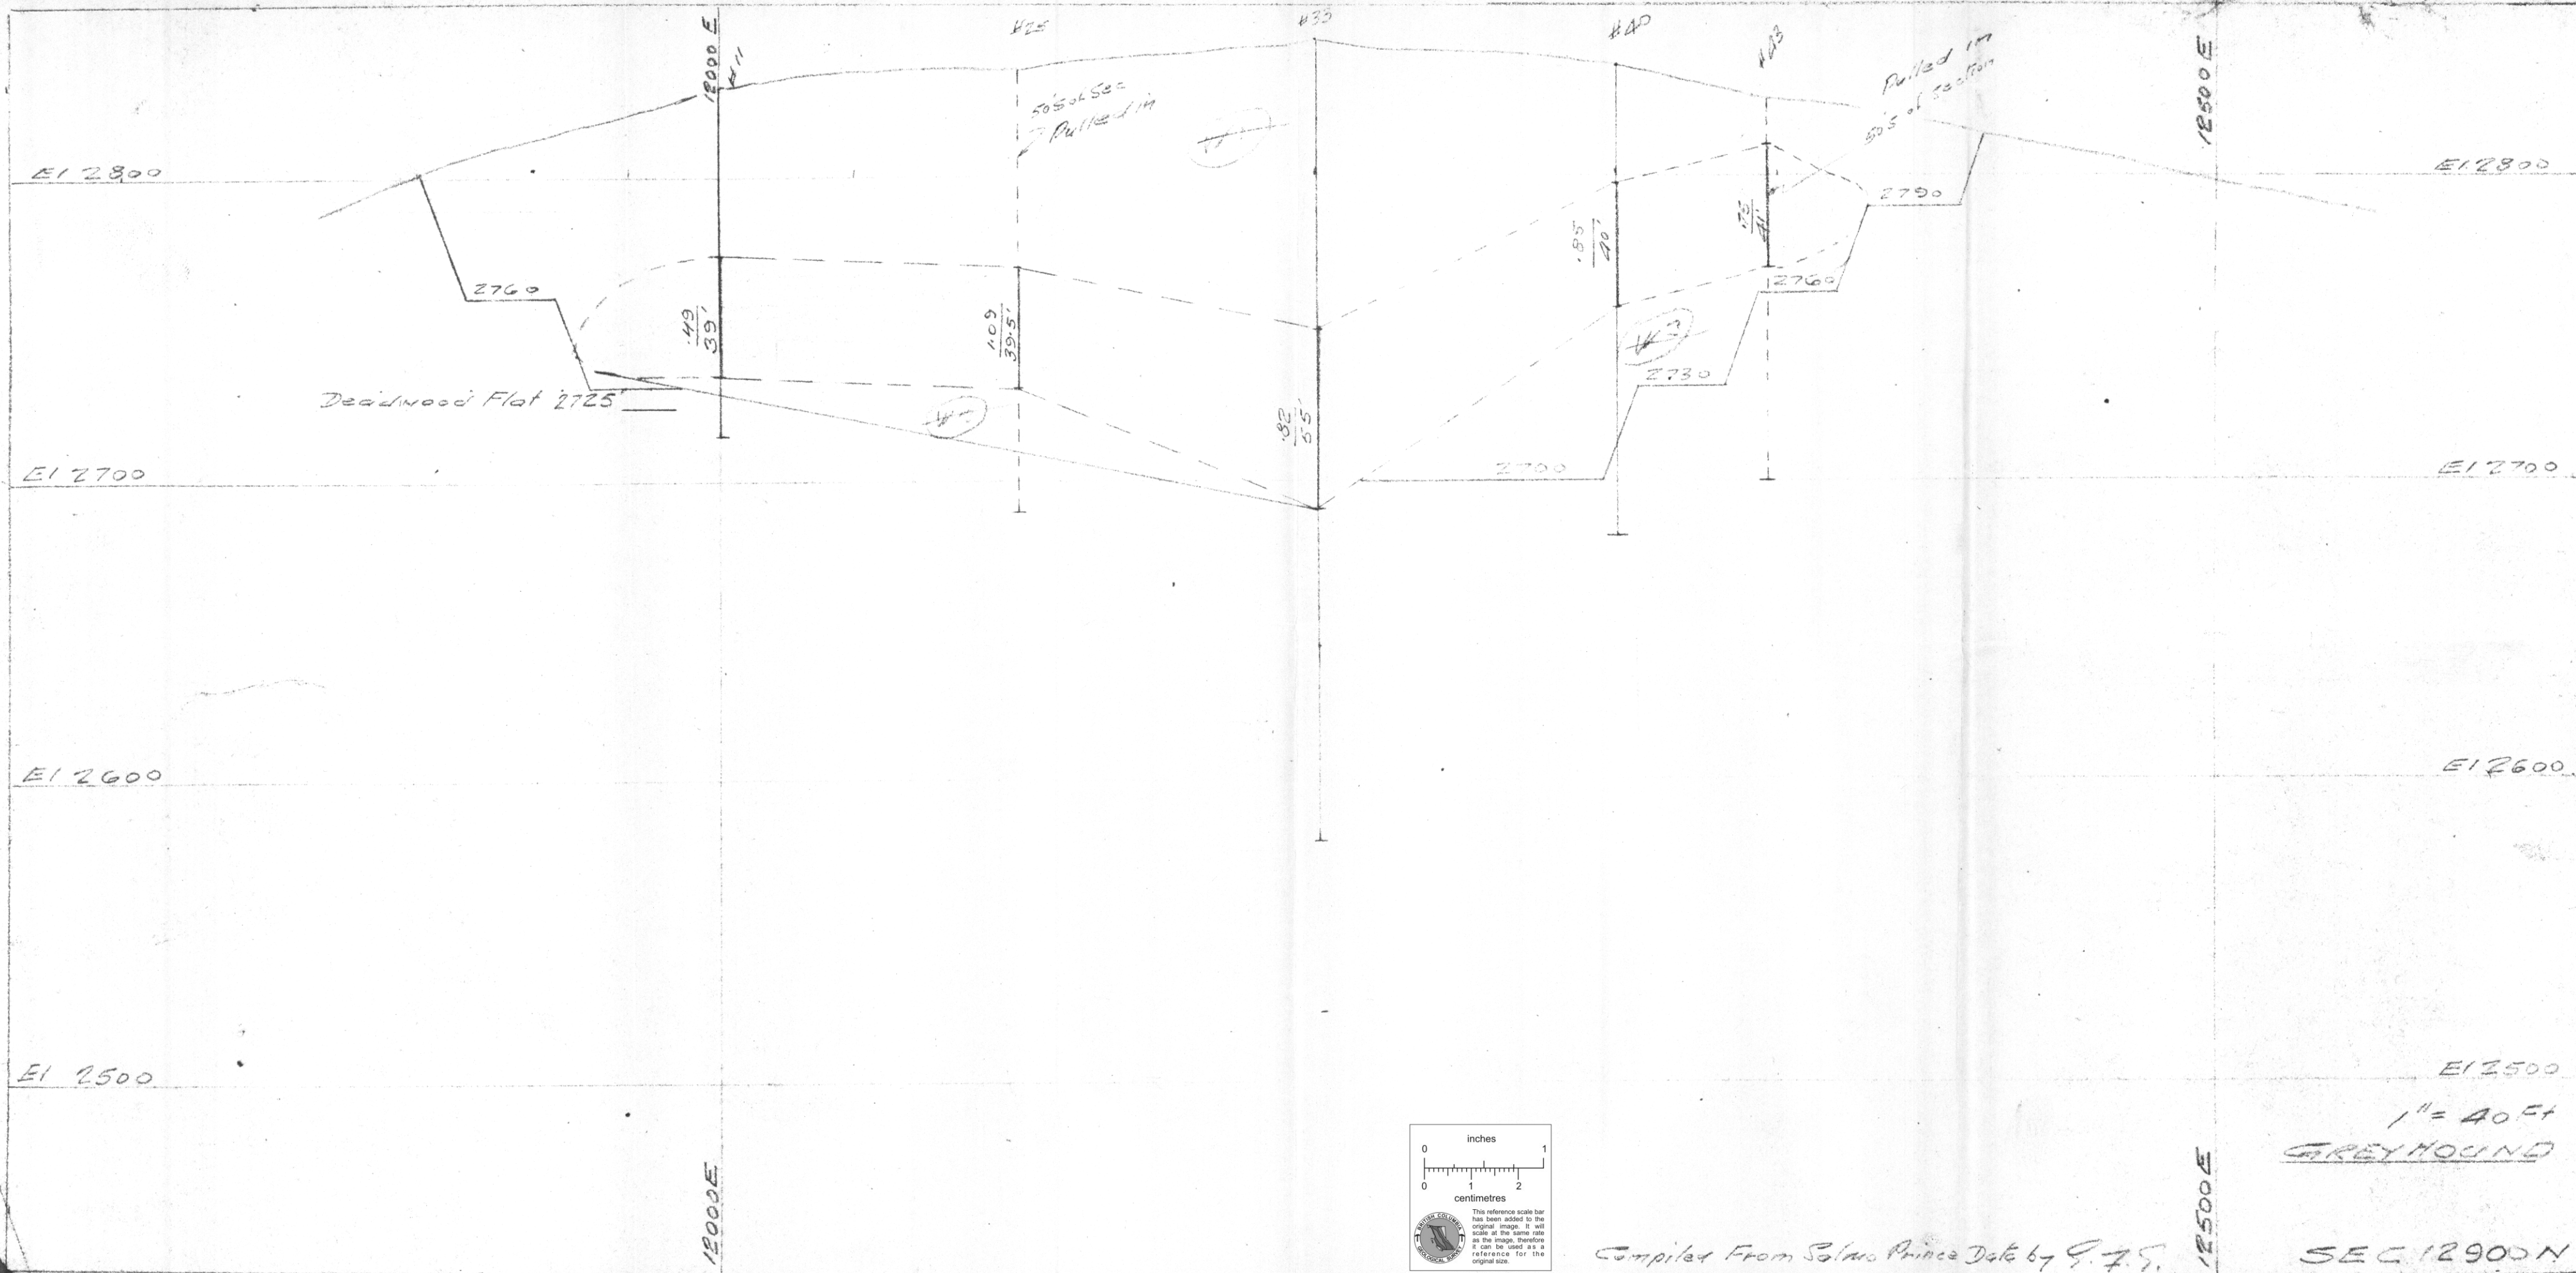 12000 E
#11
#25
#33
#40
#43
12500 E
50'S of Sec
Pulled in
Pulled in
50'S of section
El 2800
El. 2800
2790
2760
2760
.49
39'
1.09
39.5'
.82
55'
.85
40'
.75
41'
2730
Deadwood Flat 2725'
El 2700
2700
El 2700
El 2600
El 2600
El 2500
El 2500
1" = 40 Ft
GREYHOUND
12000E
12500E
inches
0 1
0 1 2
centimetres
BRITISH COLUMBIA
GEOLOGICAL SURVEY
This reference scale bar
has been added to the
original image. It will
scale at the same rate
as the image, therefore
it can be used as a
reference for the
original size.
Compiled From Salmo Prince Data by G.F.G.
SEC 12900 N